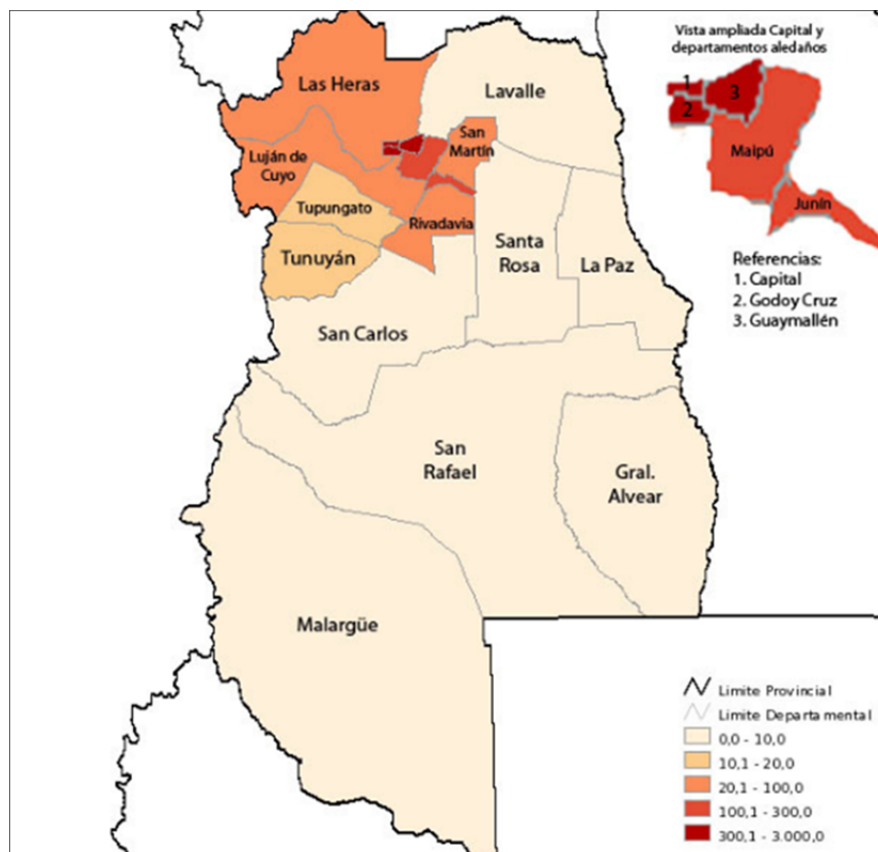 Vista ampliada Capital y
departamentos aledaños
1
2
3
Maipú
Junín
Referencias:
1. Capital
2. Godoy Cruz
3. Guaymallén
Las Heras
Lavalle
San
Martín
Luján de
Cuyo
Tupungato
Rivadavia
Tunuyán
Santa
Rosa
La Paz
San Carlos
San
Rafael
Gral.
Alvear
Malargüe
Limite Provincial
Limite Departamental
0,0 - 10,0
10,1 - 20,0
20,1 - 100,0
100,1 - 300,0
300,1 - 3.000,0